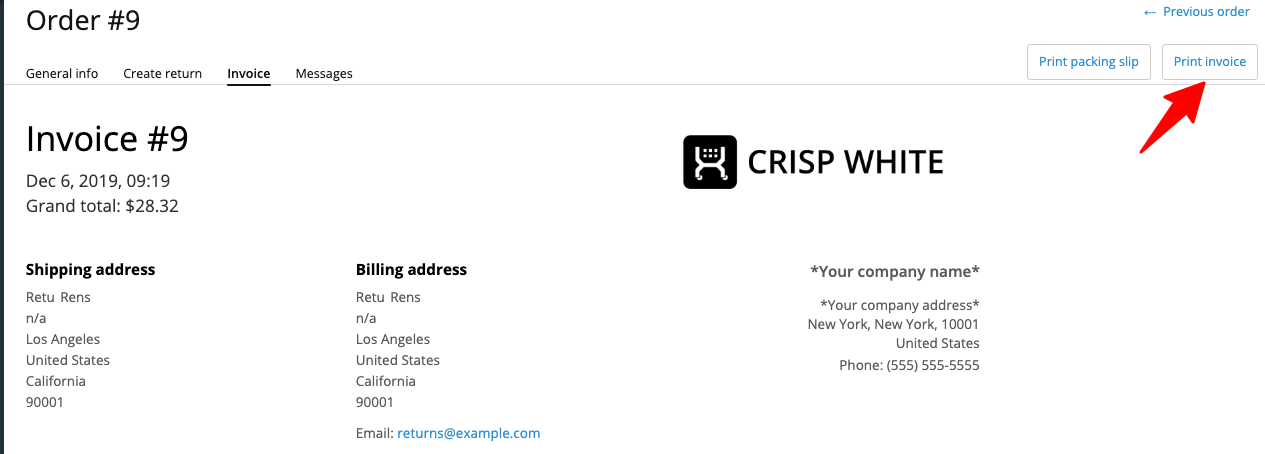 Order #9
← Previous order
General info Create return Invoice Messages
Print packing slip Print invoice
Invoice #9
CRISP WHITE
Dec 6, 2019, 09:19
Grand total: $28.32
Shipping address
Retu Rens
n/a
Los Angeles
United States
California
90001
Billing address
Retu Rens
n/a
Los Angeles
United States
California
90001
Email: returns@example.com
*Your company name*
*Your company address*
New York, New York, 10001
United States
Phone: (555) 555-5555